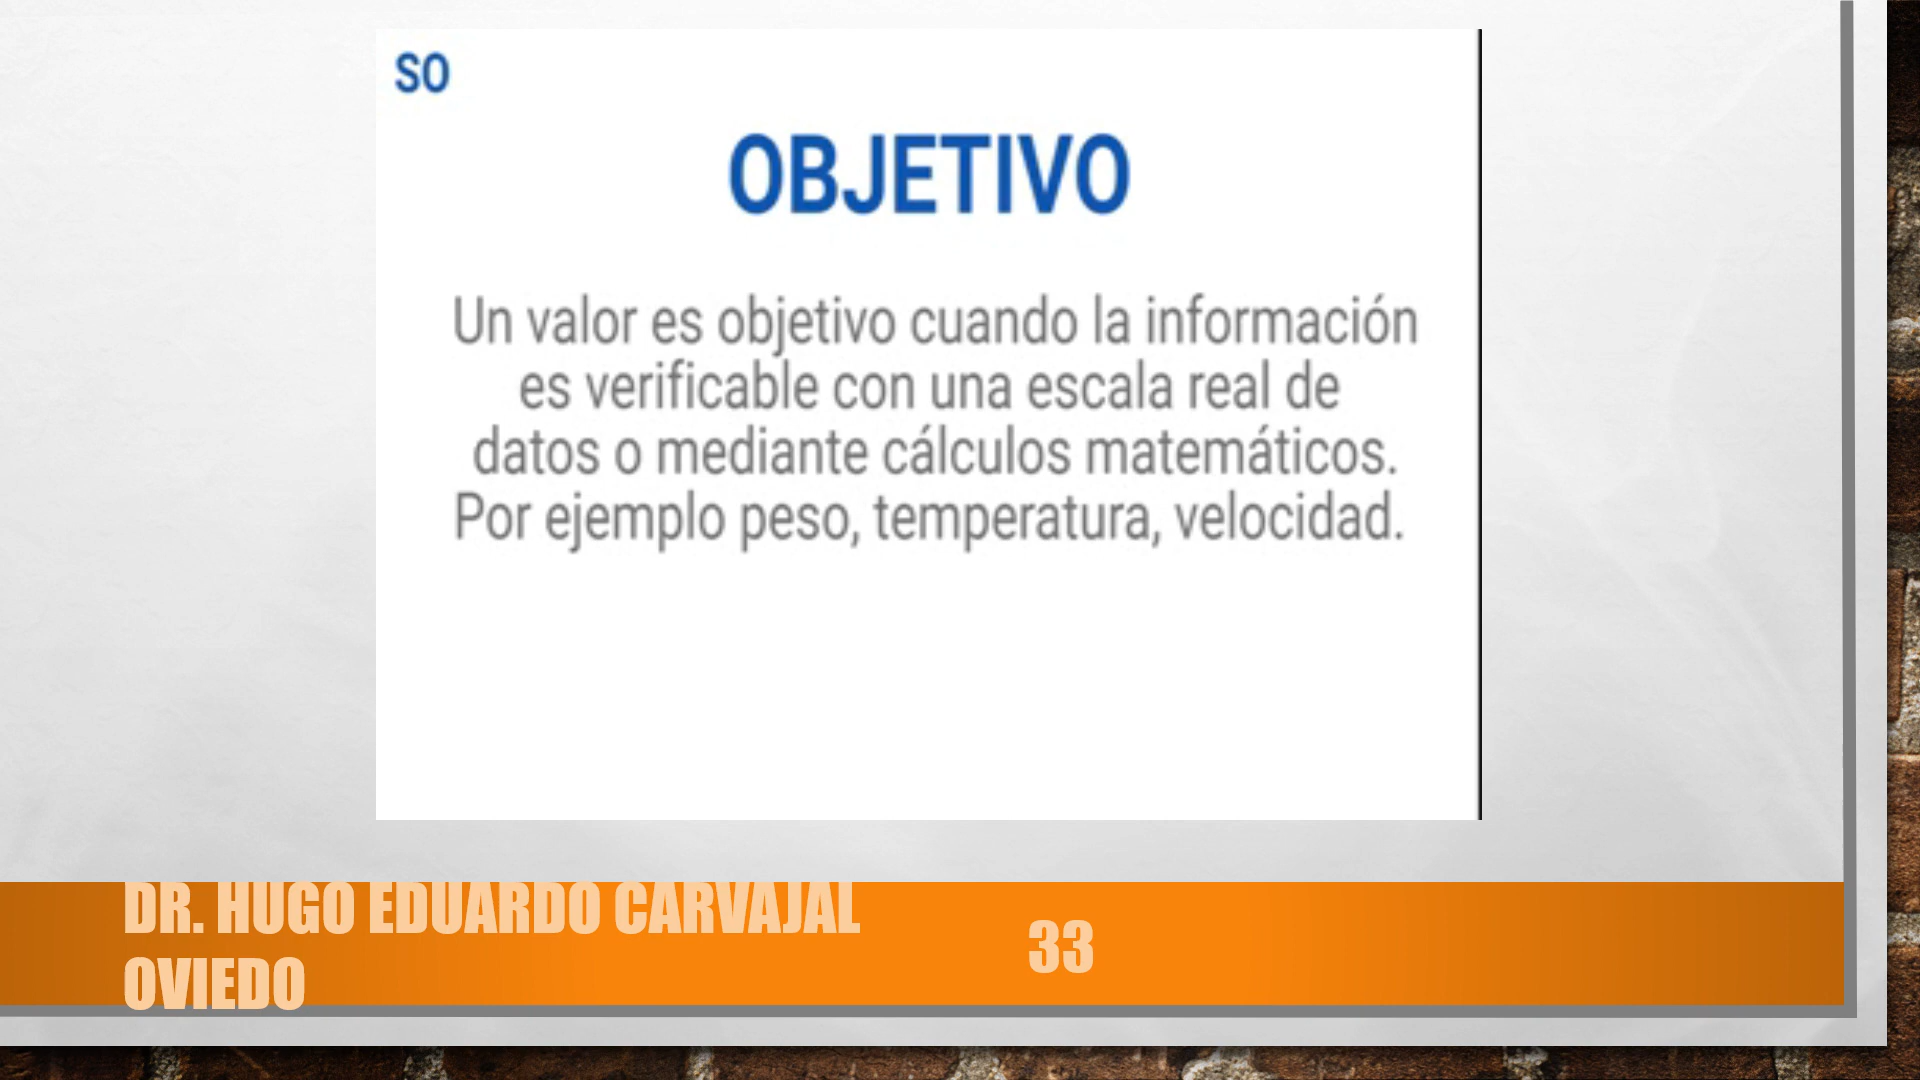 SO
OBJETIVO
Un valor es objetivo cuando la información
es verificable con una escala real de
datos o mediante cálculos matemáticos.
Por ejemplo peso, temperatura, velocidad.
DR. HUGO EDUARDO CARVAJAL
OVIEDO
33